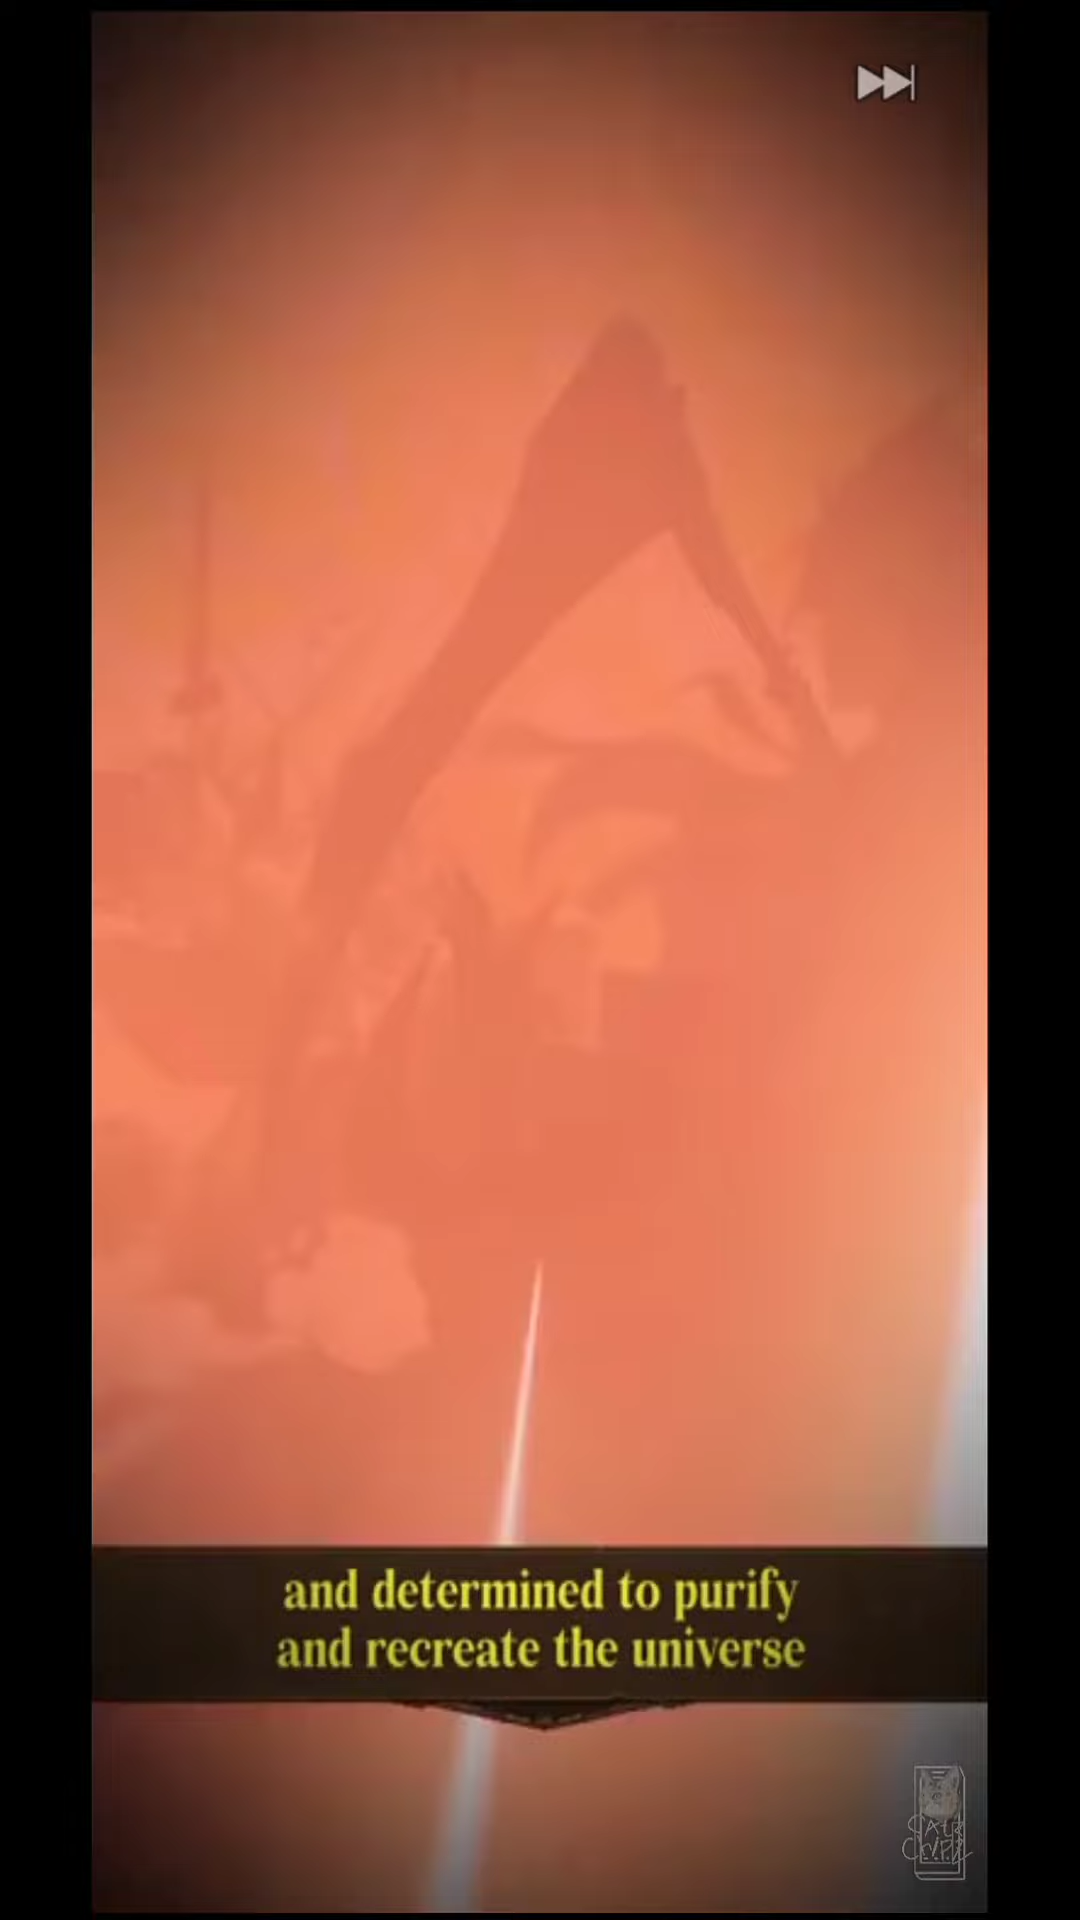 and determined to purify
and recreate the universe